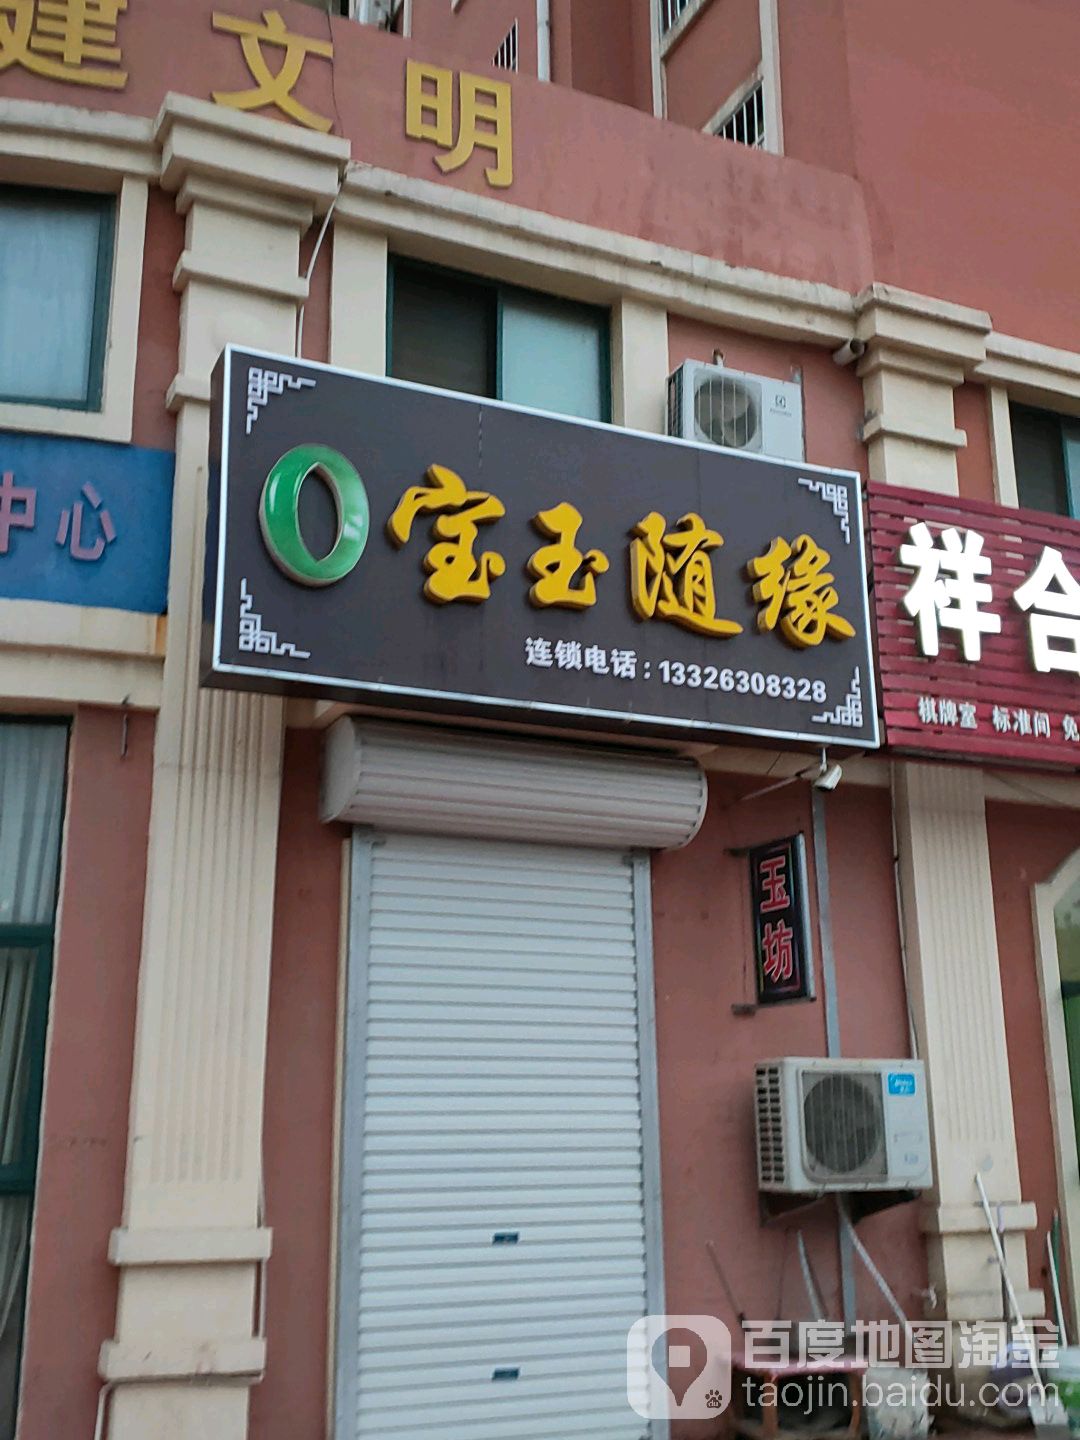 建文明
中心
宝玉随缘
连锁电话：13326308328
祥合
棋牌室 标准间 免
玉坊
Midea
百度地图淘金
taojin.baidu.com